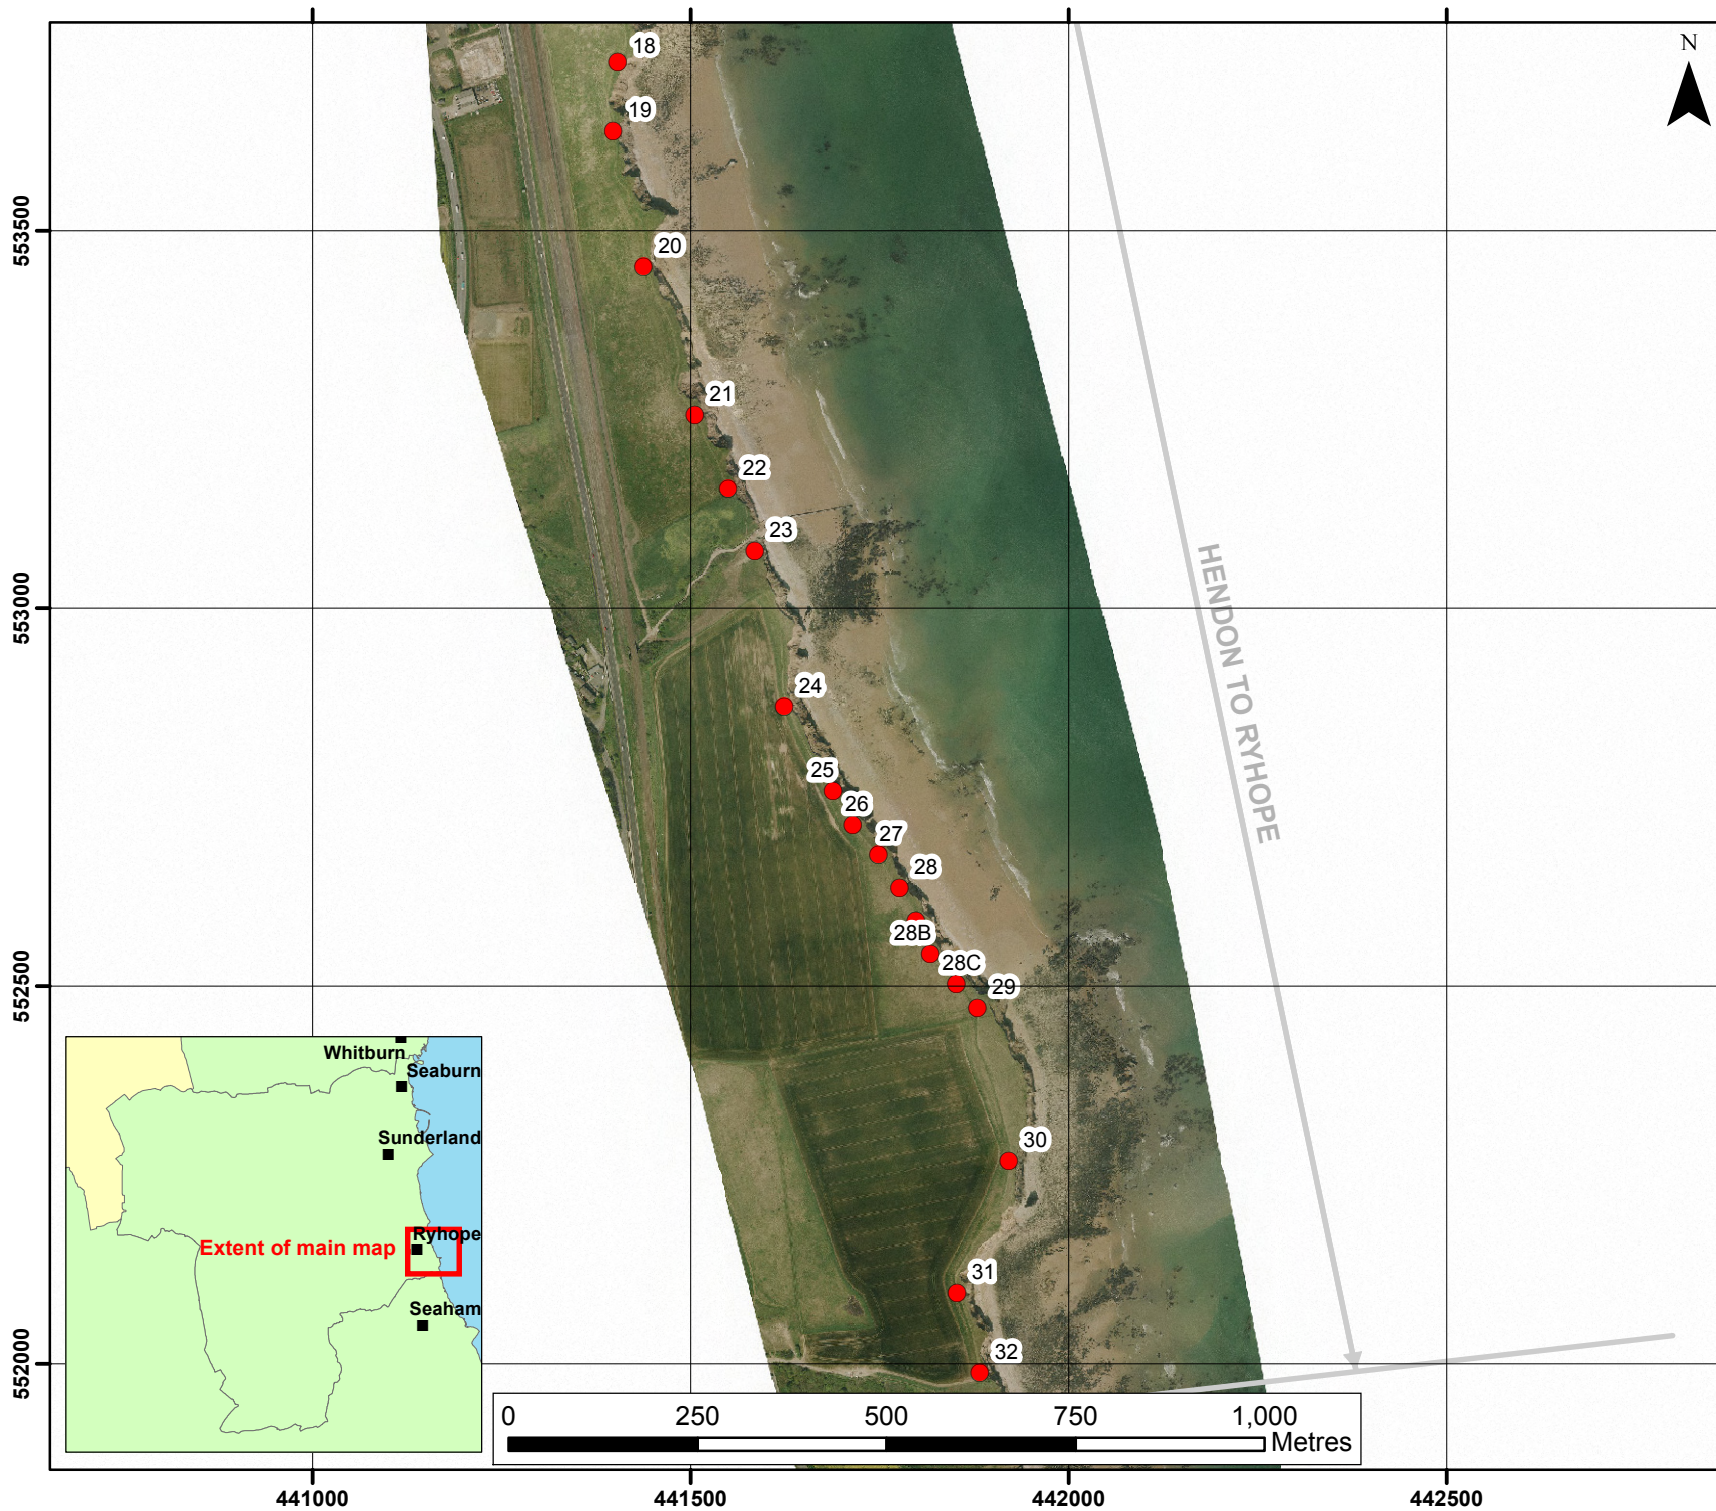 N
18
19
553500
20
21
22
23
HENDON TO RYHOPE
553000
24
25
26
27
28
28B
28C
29
552500
Whitburn
Seaburn
Sunderland
Ryhope
Extent of main map
Seaham
30
31
32
552000
0 250 500 750 1,000
Metres
441000 441500 442000 442500